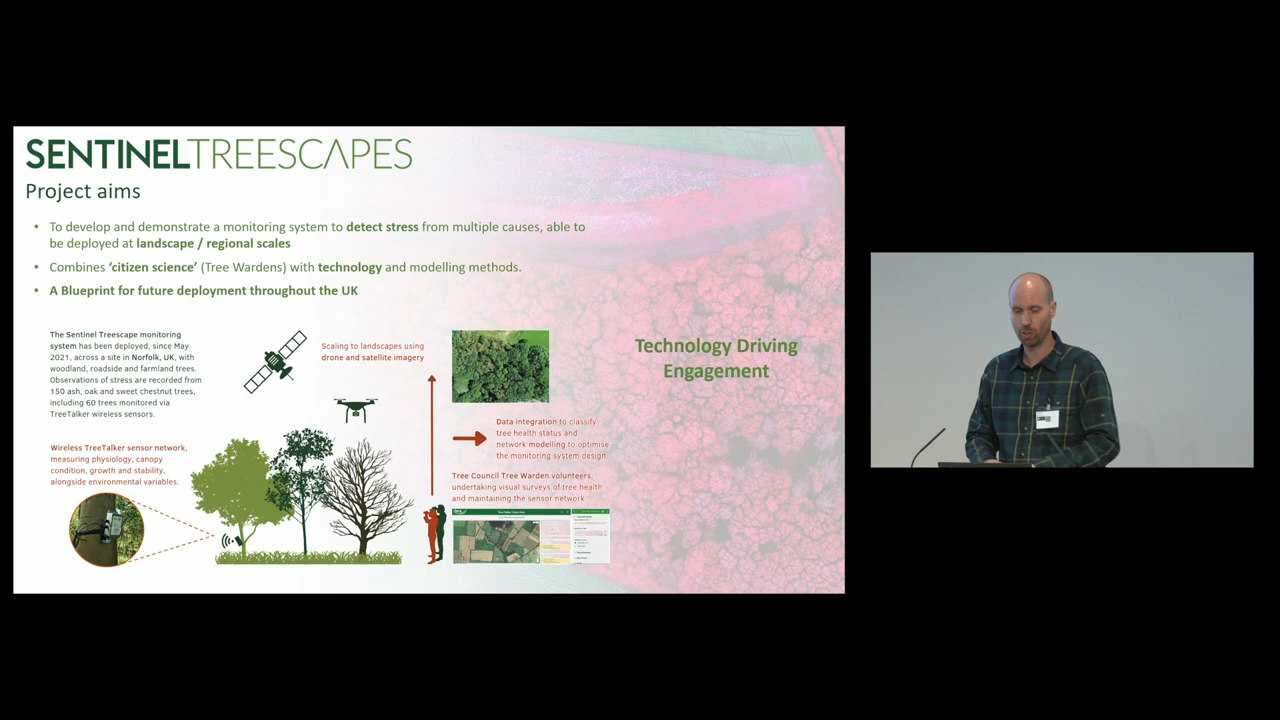 SENTINELTREESCAPES
Project aims
• To develop and demonstrate a monitoring system to detect stress from multiple causes, able to
be deployed at landscape / regional scales
• Combines ‘citizen science’ (Tree Wardens) with technology and modelling methods.
• A Blueprint for future deployment throughout the UK
The Sentinel Treescape monitoring
system has been deployed, since May
2021, across a site in Norfolk, UK, with
woodland, roadside and farmland trees.
Observations of stress are recorded from
150 ash, oak and sweet chestnut trees,
including 60 trees monitored via
TreeTalker wireless sensors.
Wireless TreeTalker sensor network,
measuring physiology, canopy
condition, growth and stability,
alongside environmental variables.
Scaling to landscapes using
drone and satellite imagery
Data integration to classify
tree health status and
network modelling to optimise
the monitoring system design
Tree Council Tree Warden volunteers,
undertaking visual surveys of tree health
and maintaining the sensor network
Technology Driving
Engagement